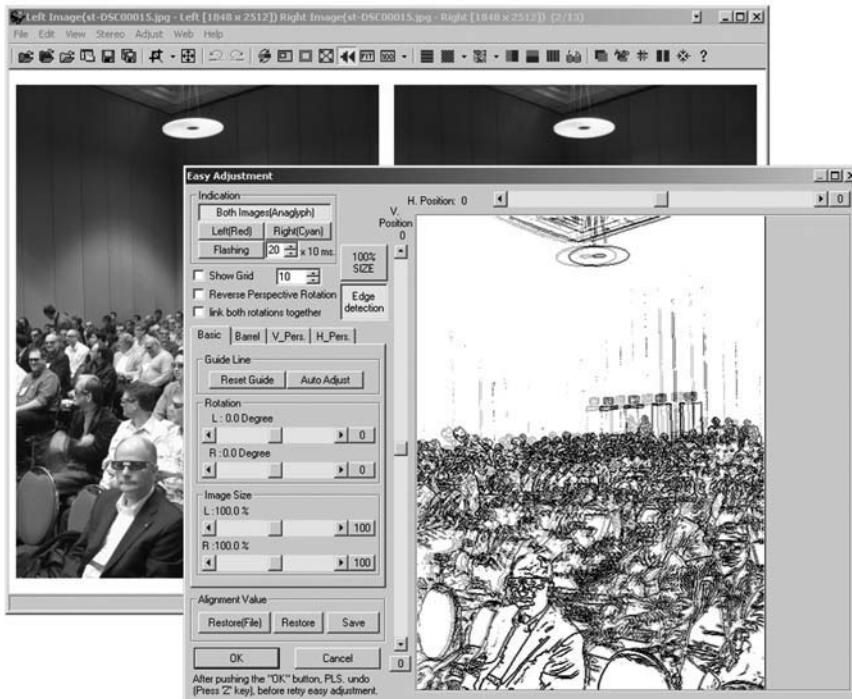 Left Image(st-DSC00015.jpg - Left [1848 x 2512]) Right Image(st-DSC00015.jpg - Right [1848 x 2512]) (2/13)
File Edit View Stereo Adjust Web Help
FIT
Easy Adjustment
Indication
Both Images(Anaglyph)
Left(Red) Right(Cyan)
Flashing 20 x 10 ms.
H. Position: 0
0
V.
Position
0
100%
SIZE
Show Grid 10
Reverse Perspective Rotation
link both rotations together
Edge
detection
Basic Barrel V_Pers. H_Pers.
Guide Line
Reset Guide Auto Adjust
Rotation
L : 0.0 Degree
0
R :0.0 Degree
0
Image Size
L:100.0 %
100
R :100.0 %
100
Alignment Value
Restore(File) Restore Save
OK Cancel
0
After pushing the "OK" button, PLS. undo
(Press 'Z' key), before retry easy adjustment.